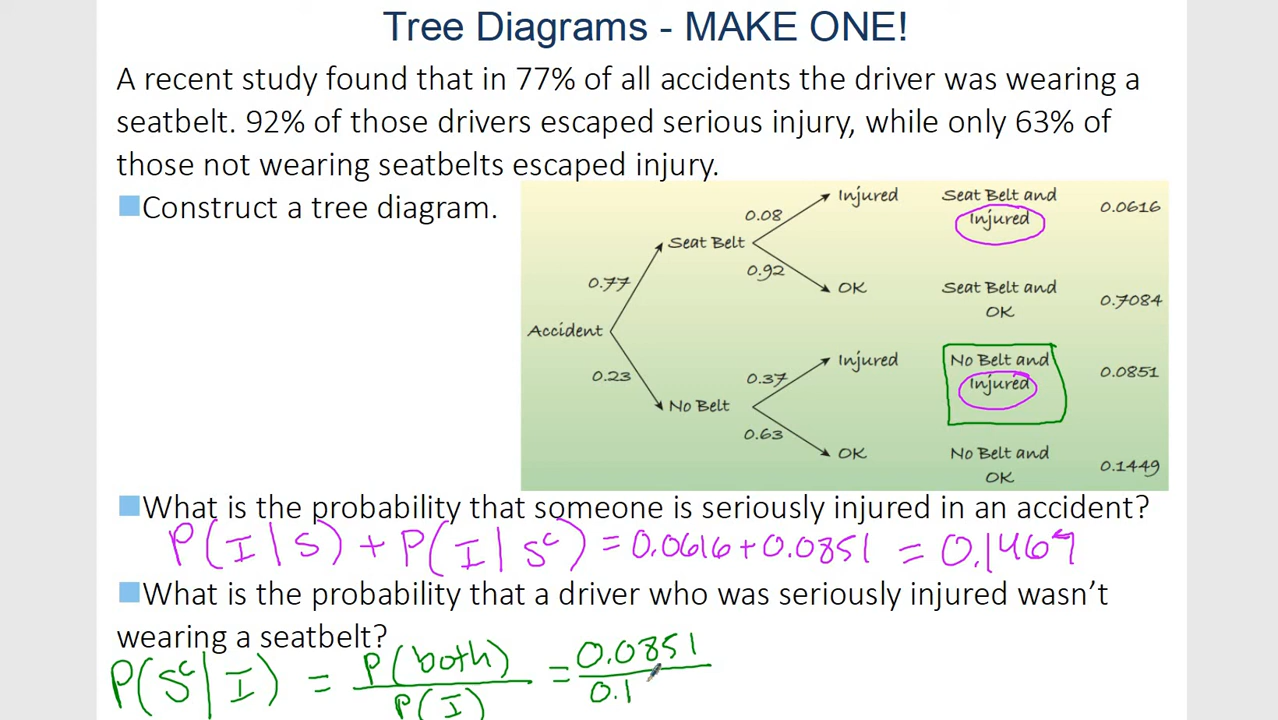 Tree Diagrams - MAKE ONE!
A recent study found that in 77% of all accidents the driver was wearing a
seatbelt. 92% of those drivers escaped serious injury, while only 63% of
those not wearing seatbelts escaped injury.
Construct a tree diagram.
Accident
0.77
0.23
Seat Belt
No Belt
0.08
0.92
0.37
0.63
Injured
OK
Injured
OK
Seat Belt and
Injured
0.0616
Seat Belt and
OK
0.7084
No Belt and
Injured
0.0851
No Belt and
OK
0.1449
What is the probability that someone is seriously injured in an accident?
P(I|S) + P(I|Sᶜ) = 0.0616+0.0851 = 0.1467
What is the probability that a driver who was seriously injured wasn't
wearing a seatbelt?
P(Sᶜ|I) = P(both) / P(I) = 0.0851 / 0.1